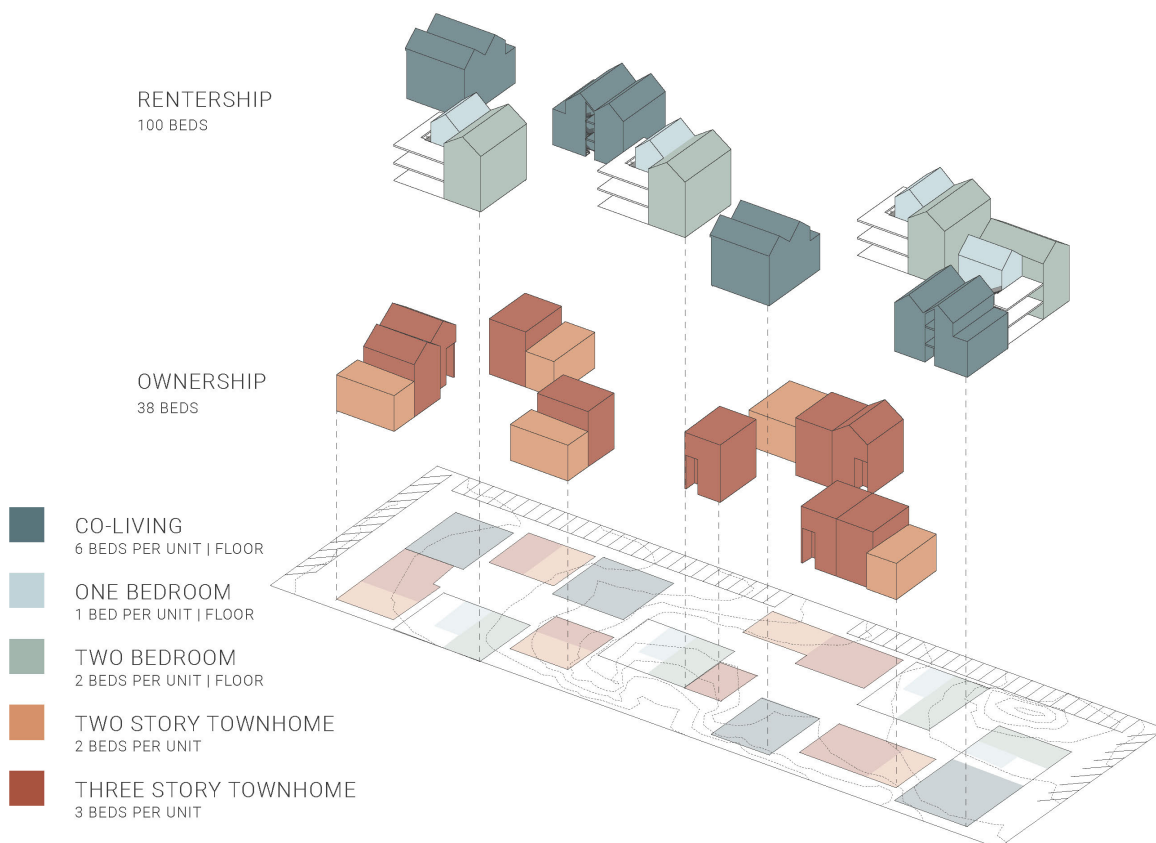 RENTERSHIP
100 BEDS
OWNERSHIP
38 BEDS
CO-LIVING
6 BEDS PER UNIT | FLOOR
ONE BEDROOM
1 BED PER UNIT | FLOOR
TWO BEDROOM
2 BEDS PER UNIT | FLOOR
TWO STORY TOWNHOME
2 BEDS PER UNIT
THREE STORY TOWNHOME
3 BEDS PER UNIT